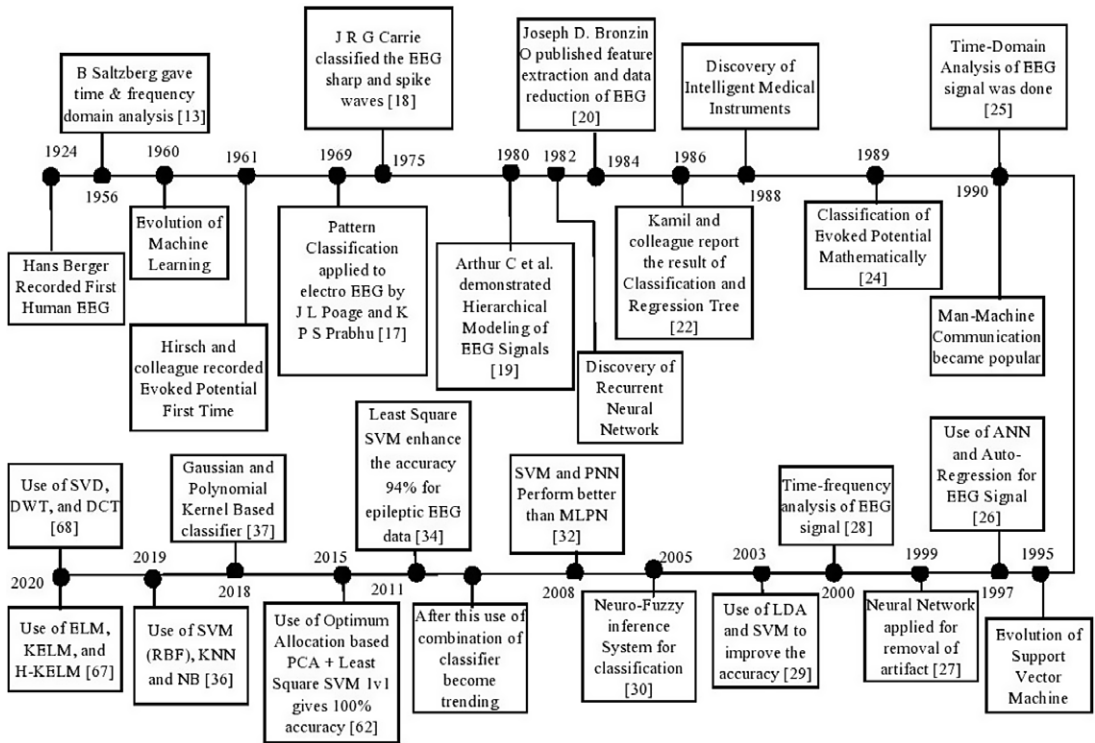 B Saltzberg gave
time & frequency
domain analysis [13]
J R G Carrie
classified the EEG
sharp and spike
waves [18]
Joseph D. Bronzin
O published feature
extraction and data
reduction of EEG
[20]
Discovery of
Intelligent Medical
Instruments
Time-Domain
Analysis of EEG
signal was done
[25]
1924
1956
1960
1961
1969
1975
1980
1982
1984
1986
1988
1989
1990
Hans Berger
Recorded First
Human EEG
Evolution of
Machine
Learning
Hirsch and
colleague recorded
Evoked Potential
First Time
Pattern
Classification
applied to
electro EEG by
J L Poage and K
P S Prabhu [17]
Arthur C et al.
demonstrated
Hierarchical
Modeling of
EEG Signals
[19]
Discovery of
Recurrent
Neural
Network
Kamil and
colleague report
the result of
Classification and
Regression Tree
[22]
Classification of
Evoked Potential
Mathematically
[24]
Man-Machine
Communication
became popular
Use of SVD,
DWT, and DCT
[68]
Gaussian and
Polynomial
Kernel Based
classifier [37]
Least Square
SVM enhance
the accuracy
94% for
epileptic EEG
data [34]
SVM and PNN
Perform better
than MLPN
[32]
Time-frequency
analysis of EEG
signal [28]
Use of ANN
and Auto-
Regression for
EEG Signal
[26]
2020
2019
2018
2015
2011
2008
2005
2003
2000
1999
1997
1995
Use of ELM,
KELM, and
H-KELM [67]
Use of SVM
(RBF), KNN
and NB [36]
Use of Optimum
Allocation based
PCA + Least
Square SVM 1v1
gives 100%
accuracy [62]
After this use of
combination of
classifier
become
trending
Neuro-Fuzzy
inference
System for
classification
[30]
Use of LDA
and SVM to
improve the
accuracy [29]
Neural Network
applied for
removal of
artifact [27]
Evolution of
Support
Vector
Machine